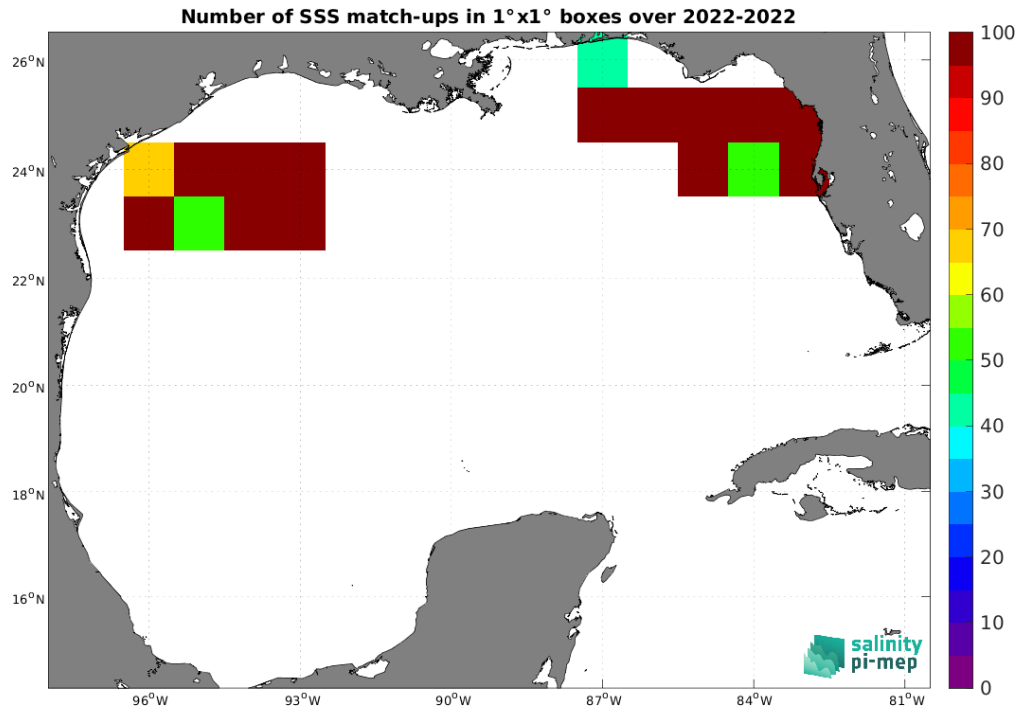 Number of SSS match-ups in 1°x1° boxes over 2022-2022
26°N
24°N
22°N
20°N
18°N
16°N
96°W
93°W
90°W
87°W
84°W
81°W
100
90
80
70
60
50
40
30
20
10
0
salinity
pi-mep